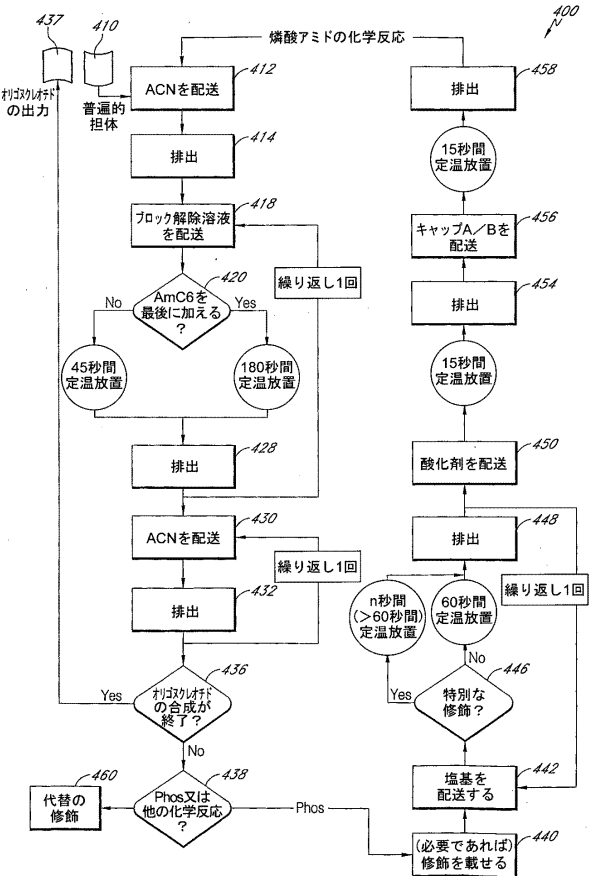 400
437
410
オリゴヌクレオチド
の出力
普遍的
担体
燐酸アミドの化学反応
ACNを配送
412
排出
414
ブロック解除溶液
を配送
418
AmC6を
最後に加える
?
420
No
Yes
繰り返し1回
45秒間
定温放置
180秒間
定温放置
排出
428
ACNを配送
430
排出
432
繰り返し1回
オリゴヌクレオチド
の合成が
終了?
436
Yes
No
Phos又は
他の化学反応
?
438
Phos
代替の
修飾
460
(必要であれば)
修飾を載せる
440
塩基を
配送する
442
特別な
修飾?
446
Yes
No
n秒間
(>60秒間)
定温放置
60秒間
定温放置
繰り返し1回
排出
448
酸化剤を配送
450
15秒間
定温放置
排出
454
キャップA/Bを
配送
456
15秒間
定温放置
排出
458